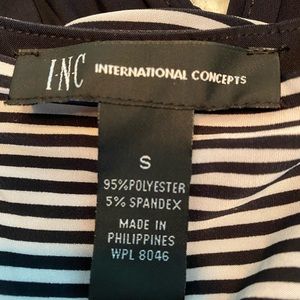 I·N·C INTERNATIONAL CONCEPTS
S
95%POLYESTER
5% SPANDEX
MADE IN
PHILIPPINES
WPL 8046